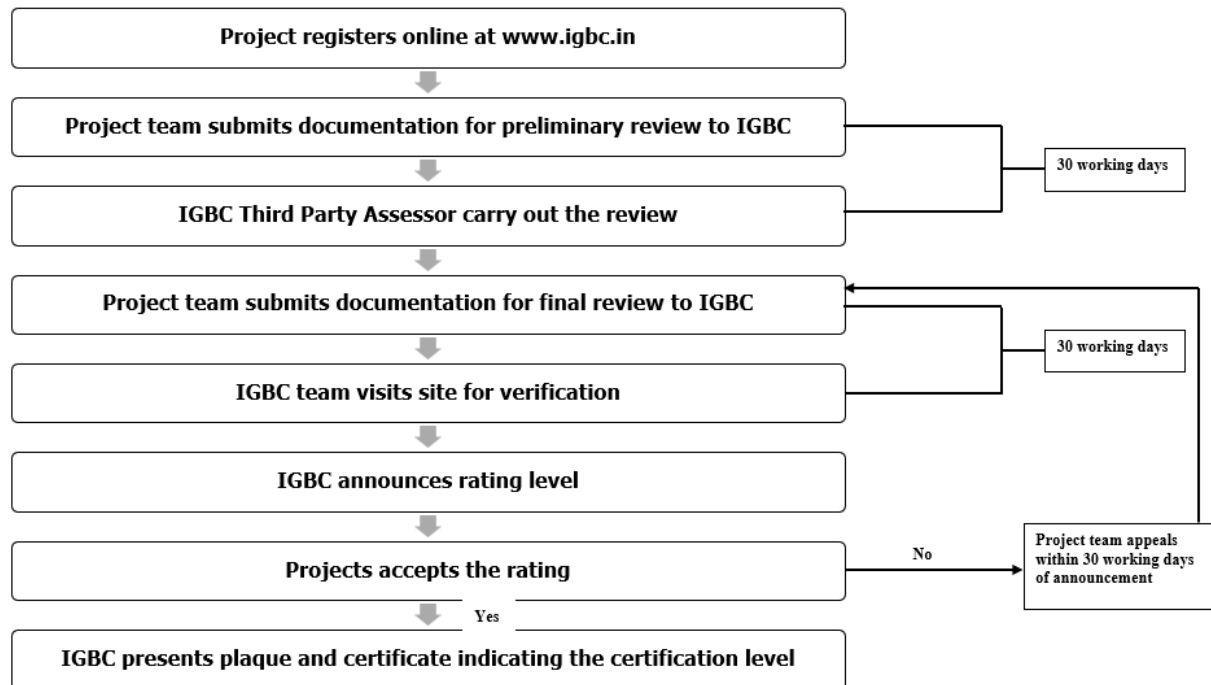 Project registers online at www.igbc.in
Project team submits documentation for preliminary review to IGBC
30 working days
IGBC Third Party Assessor carry out the review
Project team submits documentation for final review to IGBC
30 working days
IGBC team visits site for verification
IGBC announces rating level
Projects accepts the rating
No
Project team appeals
within 30 working days
of announcement
Yes
IGBC presents plaque and certificate indicating the certification level